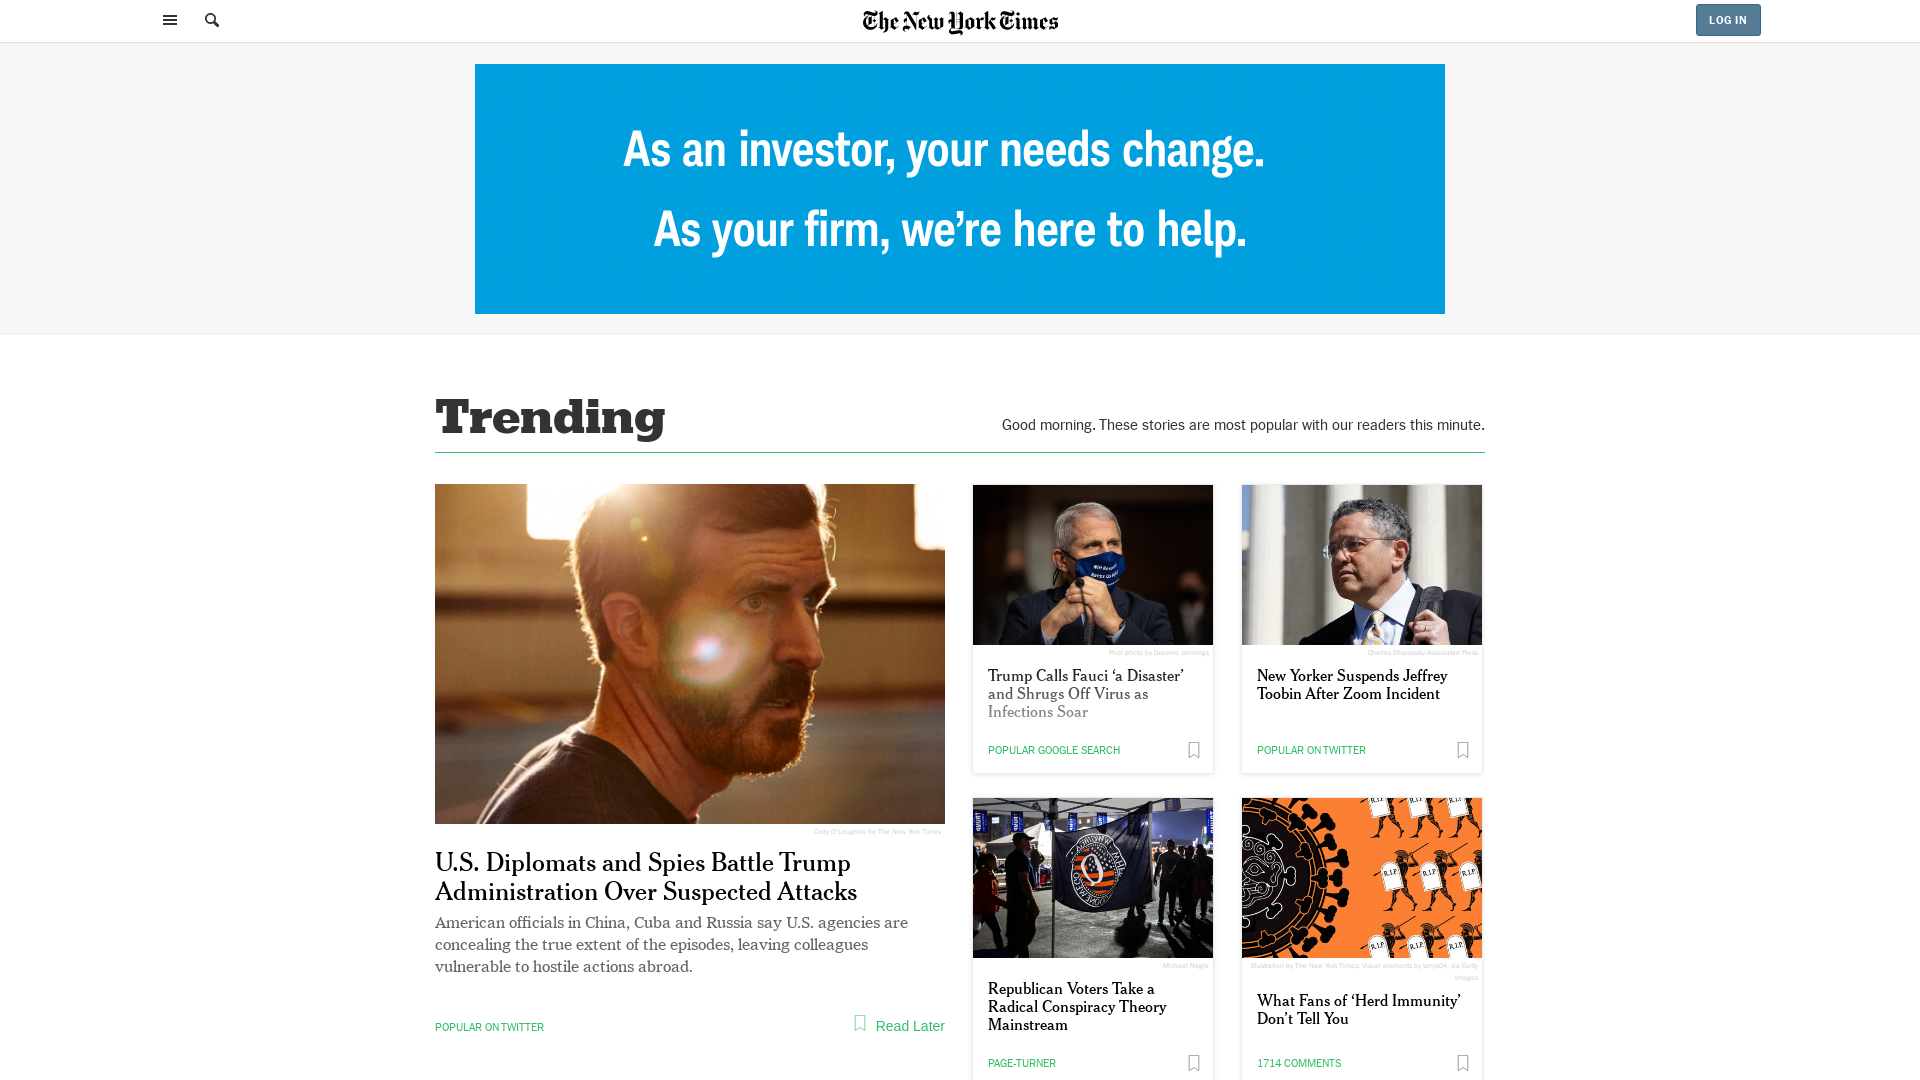 The New York Times
LOG IN
As an investor, your needs change.
As your firm, we're here to help.
Trending
Good morning. These stories are most popular with our readers this minute.
Cody O'Loughlin for The New York Times
U.S. Diplomats and Spies Battle Trump
Administration Over Suspected Attacks
American officials in China, Cuba and Russia say U.S. agencies are
concealing the true extent of the episodes, leaving colleagues
vulnerable to hostile actions abroad.
POPULAR ON TWITTER
Read Later
Pool photo by Graeme Jennings
Trump Calls Fauci ‘a Disaster’
and Shrugs Off Virus as
Infections Soar
POPULAR GOOGLE SEARCH
Charles Dharapak/Associated Press
New Yorker Suspends Jeffrey
Toobin After Zoom Incident
POPULAR ON TWITTER
Michael Nagle
Republican Voters Take a
Radical Conspiracy Theory
Mainstream
PAGE-TURNER
R.I.P.
R.I.P.
R.I.P.
R.I.P.
R.I.P.
R.I.P.
R.I.P.
R.I.P.
R.I.P.
Illustration by The New York Times; Visual elements by tanys04, via Getty
Images
What Fans of ‘Herd Immunity’
Don’t Tell You
1714 COMMENTS